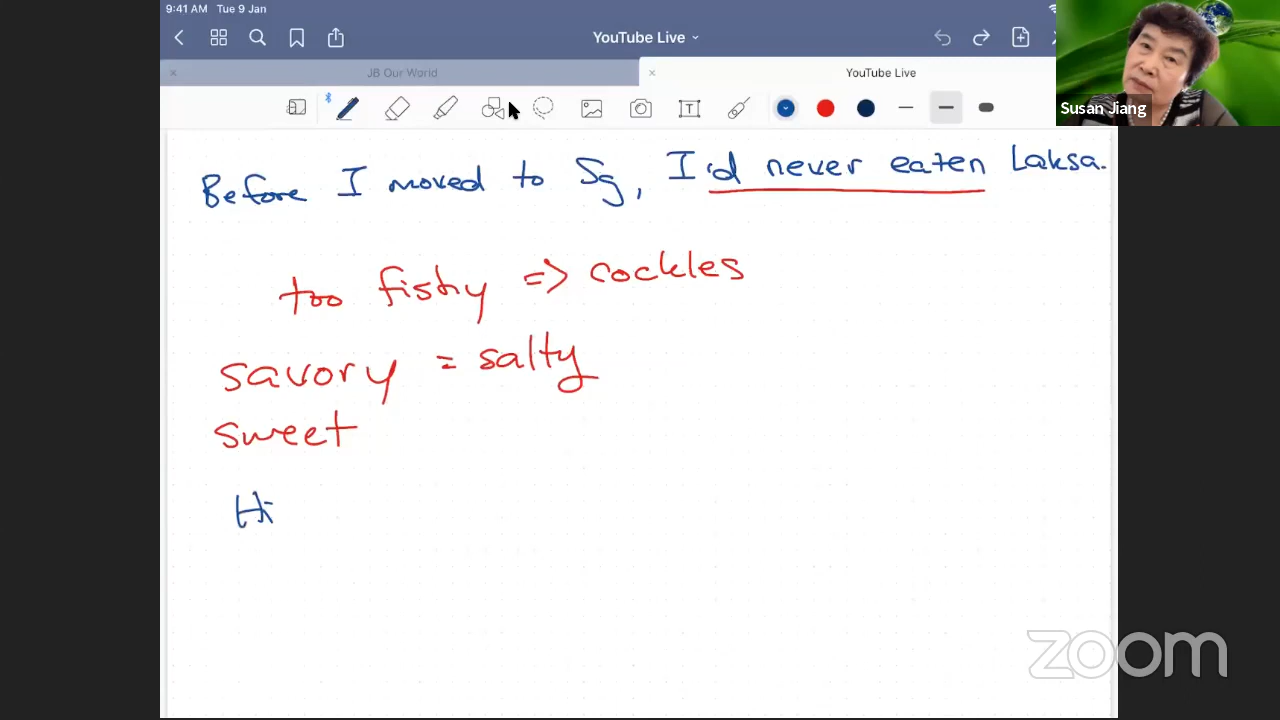 9:41 AM Tue 9 Jan
YouTube Live
JB Our World
YouTube Live
T
Susan Jiang
Before I moved to Sg, I'd never eaten Laksa.
too fishy => cockles
savory = salty
sweet
Hi
zoom